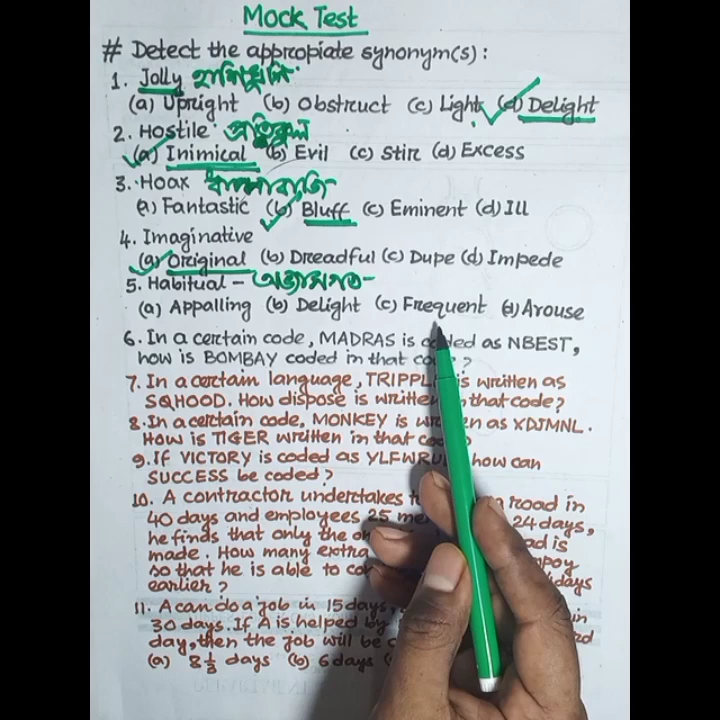 Mock Test
# Detect the appropiate synonym(s) :
1. Jolly হাসিখুশি
(a) Upright (b) Obstruct (c) Light (d) Delight
2. Hostile প্রতিকূল
(a) Inimical (b) Evil (c) Stir (d) Excess
3. Hoax ধাপ্পাবাজি
(a) Fantastic (b) Bluff (c) Eminent (d) Ill
4. Imaginative
(a) Original (b) Dreadful (c) Dupe (d) Impede
5. Habitual - অভ্যাসগত-
(a) Appalling (b) Delight (c) Frequent (d) Arouse
6. In a certain code, MADRAS is coded as NBEST,
how is BOMBAY coded in that ?
7. In a certain language, is written as
SQHOOD. How dispose is written in that code?
8. In a certain code, MONKEY is written as XDJMNL.
How is TIGER written in that
9. If VICTORY is coded as how can
SUCCESS be coded?
10. A contractor undertakes road in
40 days and employees 25 24 days,
he finds that only the is
made. How many extra
so that he is able to days
earlier ?
11. A can do a job in 15 days, in
30 days. If A is helped by
day, then the job will be
(a) 8 1/3 days (b) 6 days